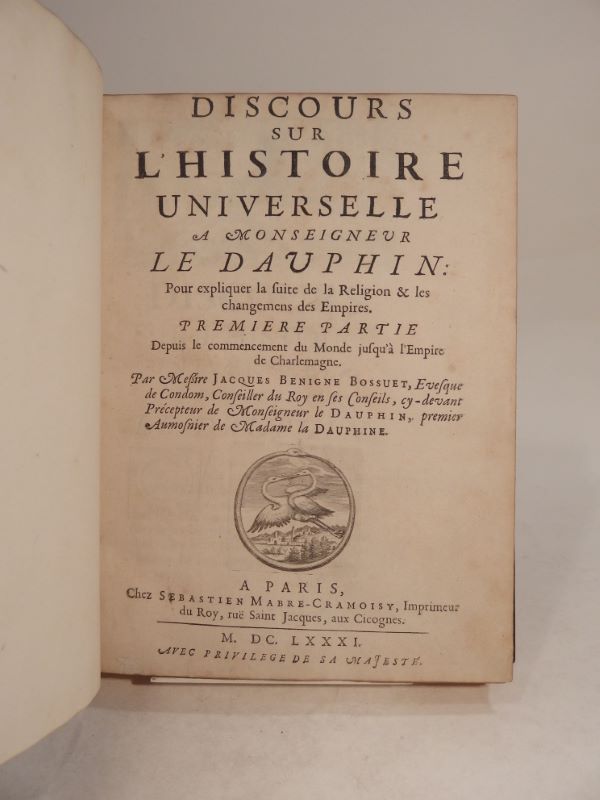 DISCOURS
SUR
L'HISTOIRE
UNIVERSELLE
A MONSEIGNEUR
LE DAUPHIN:
Pour expliquer la ſuite de la Religion & les
changemens des Empires.
PREMIERE PARTIE
Depuis le commencement du Monde juſqu'à l'Empire
de Charlemagne.
Par Meſſire JACQUES BENIGNE BOSSUET, Eveſque
de Condom, Conſeiller du Roy en ſes Conſeils, cy-devant
Précepteur de Monſeigneur le DAUPHIN, premier
Aumoſnier de Madame la DAUPHINE.
A PARIS,
Chez SEBASTIEN MABRE-CRAMOISY, Imprimeur
du Roy, ruë Saint Jacques, aux Cicognes.
M. DC. LXXXI.
AVEC PRIVILEGE DE SA MAJESTÉ.